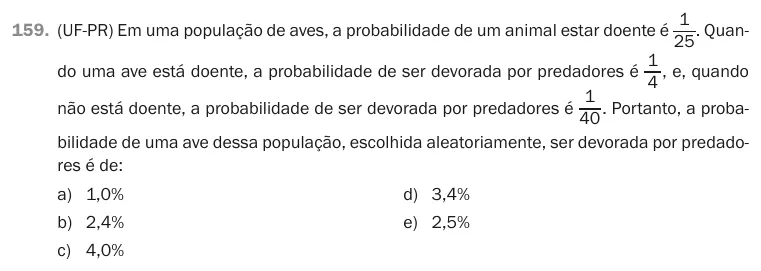 159. (UF-PR) Em uma população de aves, a probabilidade de um animal estar doente é 1/25. Quan-
do uma ave está doente, a probabilidade de ser devorada por predadores é 1/4, e, quando
não está doente, a probabilidade de ser devorada por predadores é 1/40. Portanto, a proba-
bilidade de uma ave dessa população, escolhida aleatoriamente, ser devorada por predado-
res é de:
a) 1,0%
b) 2,4%
c) 4,0%
d) 3,4%
e) 2,5%